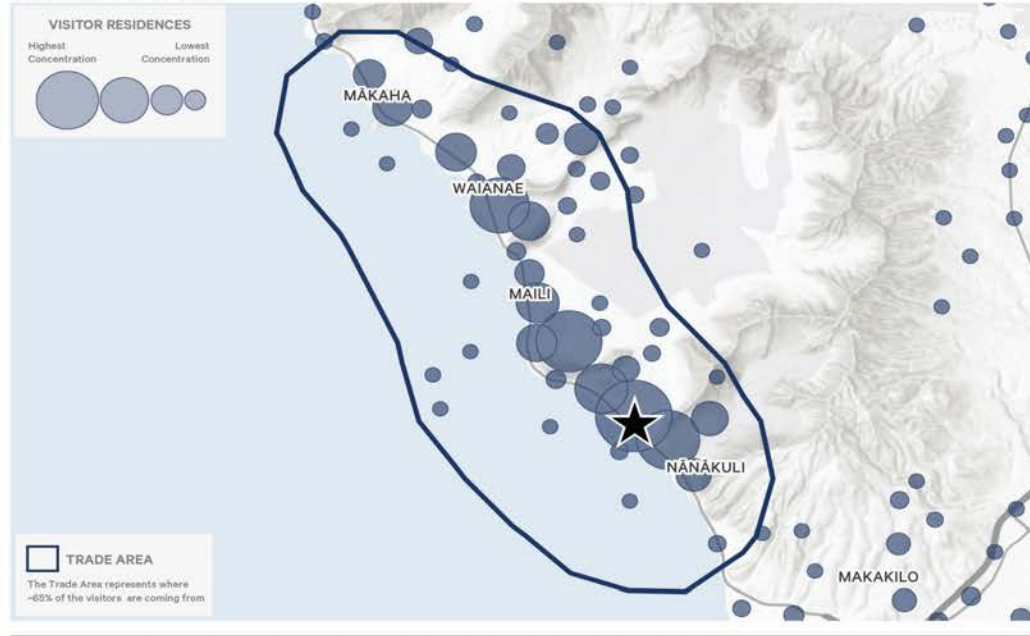 VISITOR RESIDENCES
Highest Lowest
Concentration Concentration
MĀKAHA
WAIANAE
MAILI
NĀNĀKULI
MAKAKILO
TRADE AREA
The Trade Area represents where
~65% of the visitors are coming from